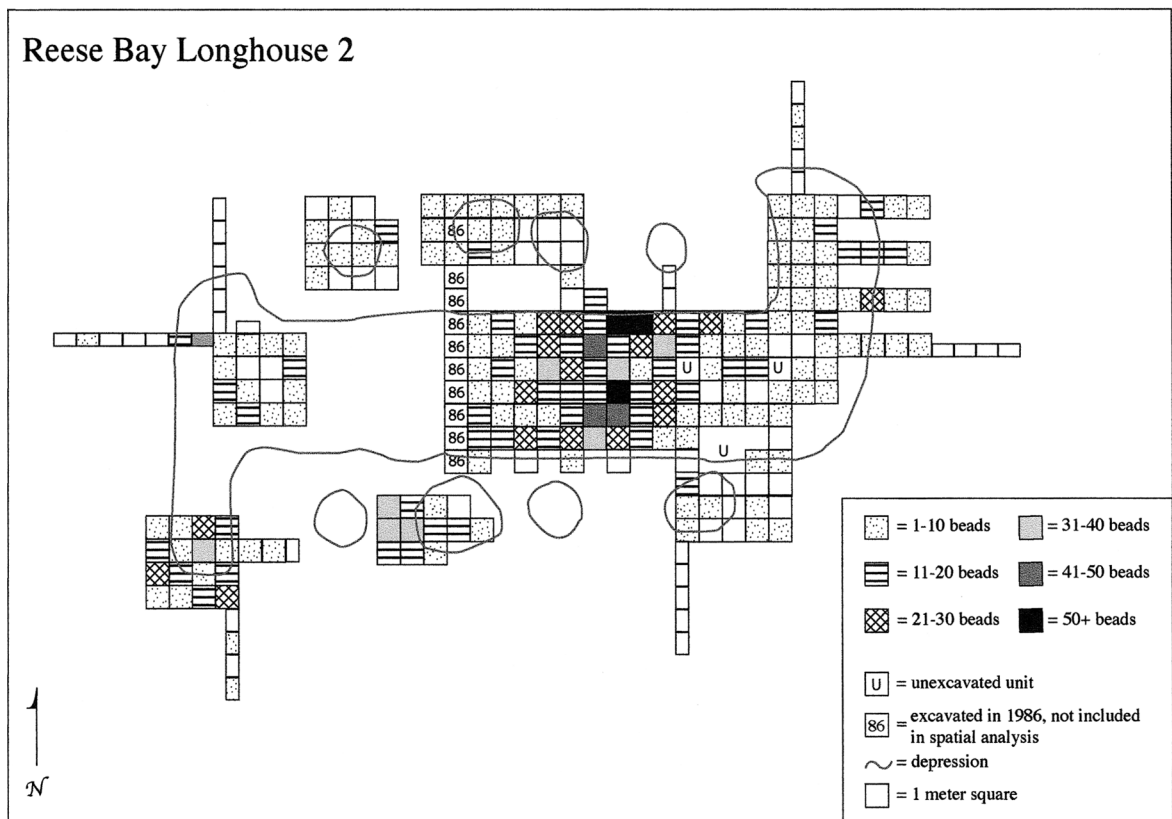 Reese Bay Longhouse 2
86
86
86
86
86
86 U U
86
86
86
U
86
= 1-10 beads
= 31-40 beads
= 11-20 beads
= 41-50 beads
= 21-30 beads
= 50+ beads
U = unexcavated unit
86 = excavated in 1986, not included
in spatial analysis
= depression
= 1 meter square
N